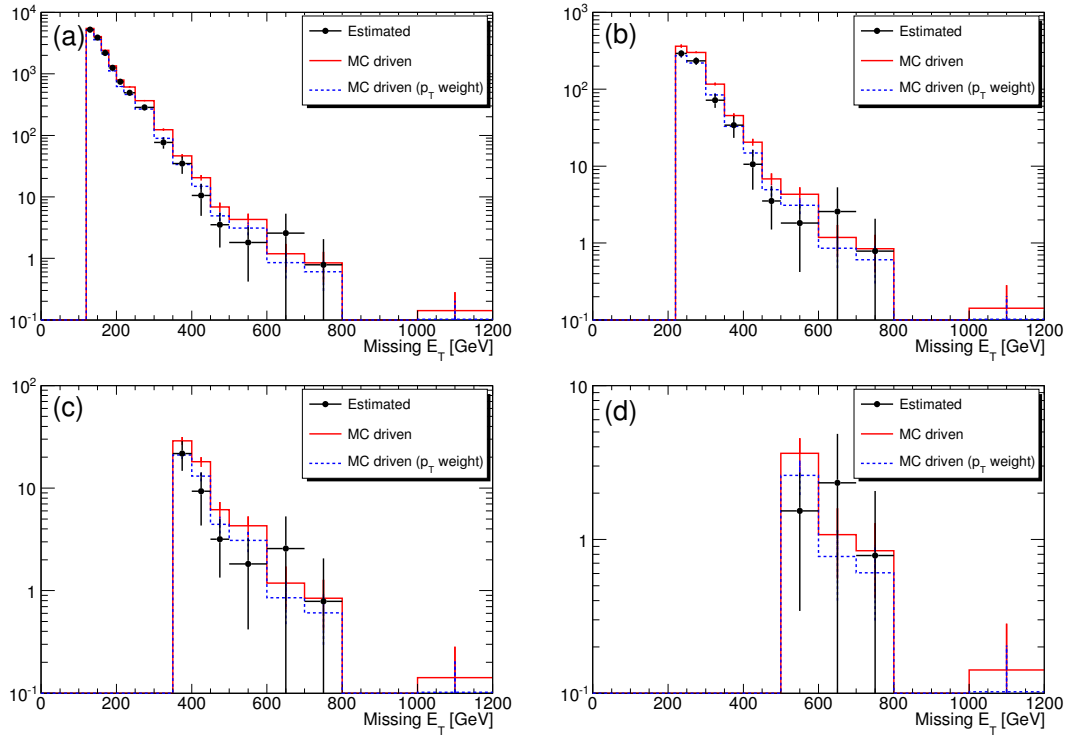 (a)
Estimated
MC driven
MC driven (p_T weight)
10^4
10^3
10^2
10
1
10^-1
0 200 400 600 800 1000 1200
Missing E_T [GeV]
(b)
Estimated
MC driven
MC driven (p_T weight)
10^3
10^2
10
1
10^-1
0 200 400 600 800 1000 1200
Missing E_T [GeV]
(c)
Estimated
MC driven
MC driven (p_T weight)
10^2
10
1
10^-1
0 200 400 600 800 1000 1200
Missing E_T [GeV]
(d)
Estimated
MC driven
MC driven (p_T weight)
10
1
10^-1
0 200 400 600 800 1000 1200
Missing E_T [GeV]